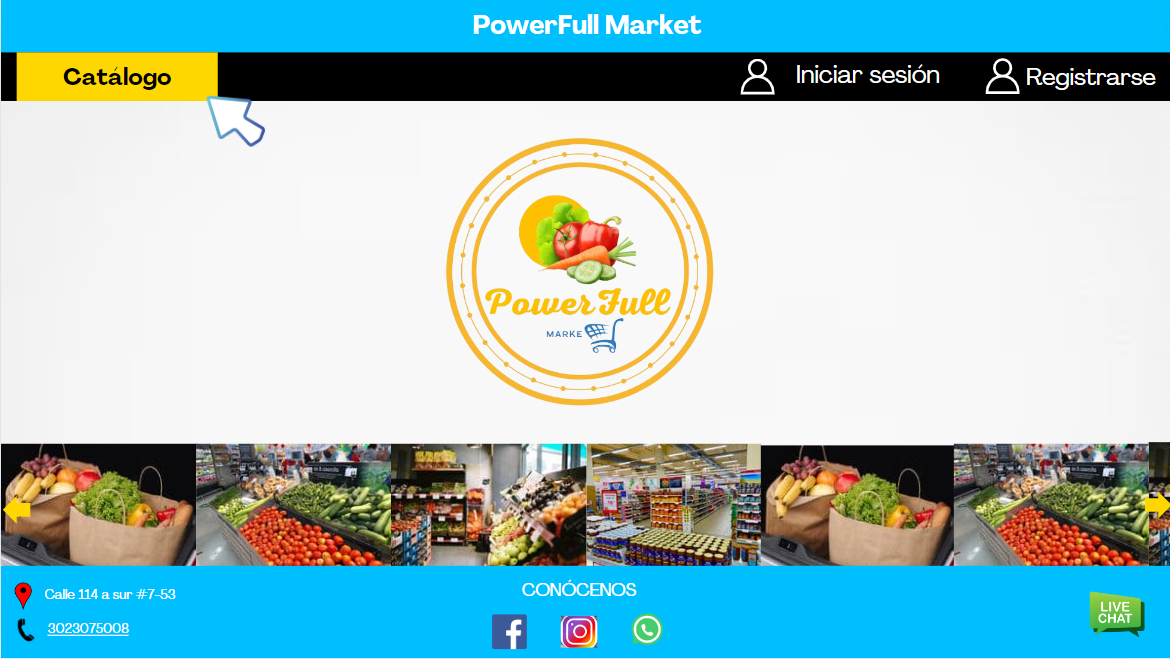 PowerFull Market
Catálogo
Iniciar sesión
Registrarse
PowerFull
MARKE
Calle 114 a sur #7-53
3023075008
CONÓCENOS
LIVE
CHAT